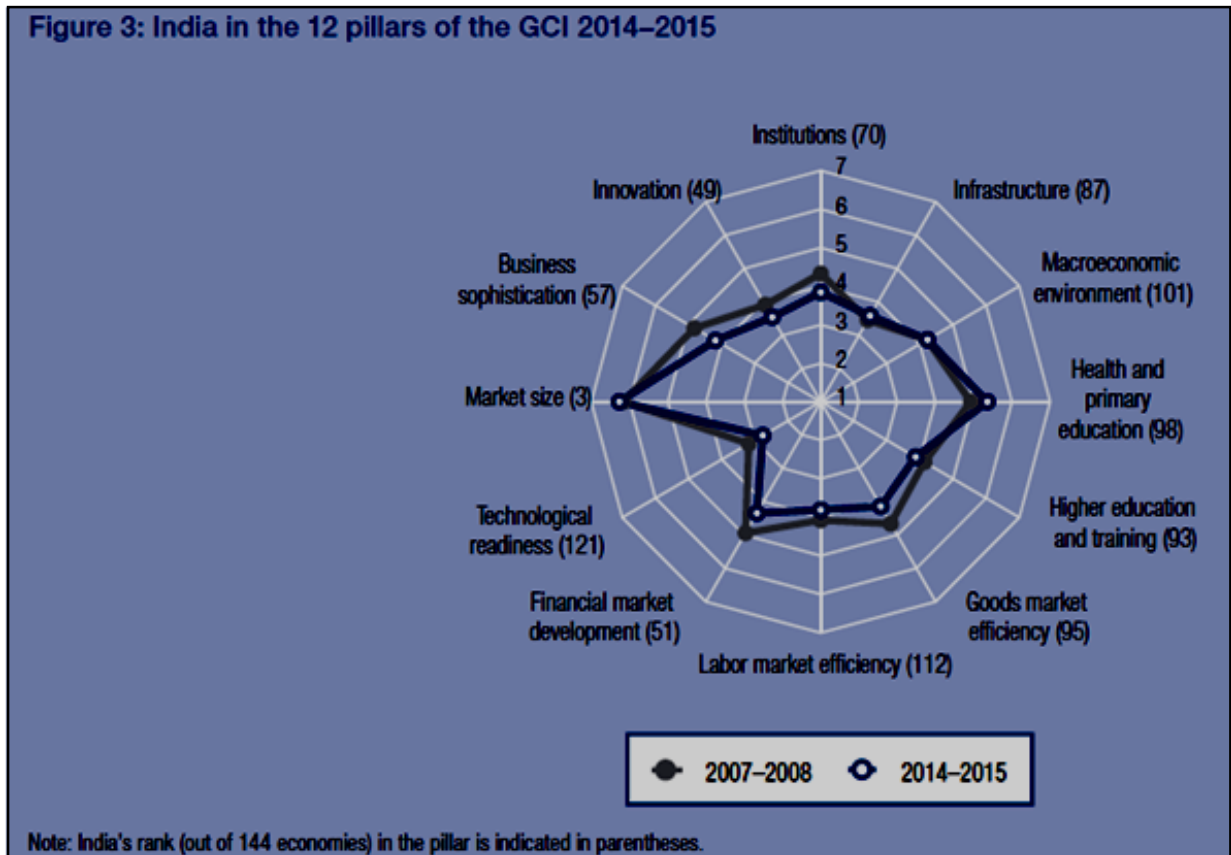 Figure 3: India in the 12 pillars of the GCI 2014–2015
Institutions (70)
Infrastructure (87)
Macroeconomic
environment (101)
Health and
primary
education (98)
Higher education
and training (93)
Goods market
efficiency (95)
Labor market efficiency (112)
Financial market
development (51)
Technological
readiness (121)
Market size (3)
Business
sophistication (57)
Innovation (49)
7
6
5
4
3
2
1
2007–2008
2014–2015
Note: India's rank (out of 144 economies) in the pillar is indicated in parentheses.